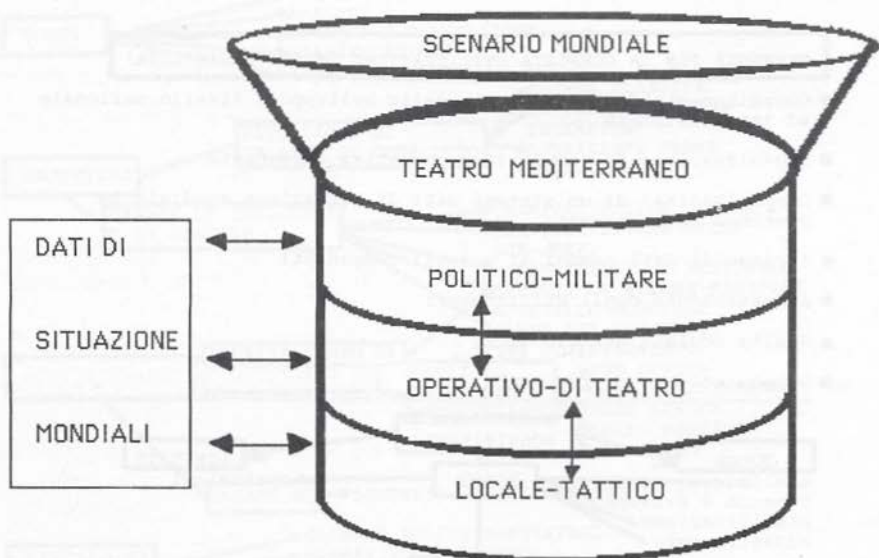 SCENARIO MONDIALE
TEATRO MEDITERRANEO
DATI DI
POLITICO-MILITARE
SITUAZIONE
OPERATIVO-DI TEATRO
MONDIALI
LOCALE-TATTICO